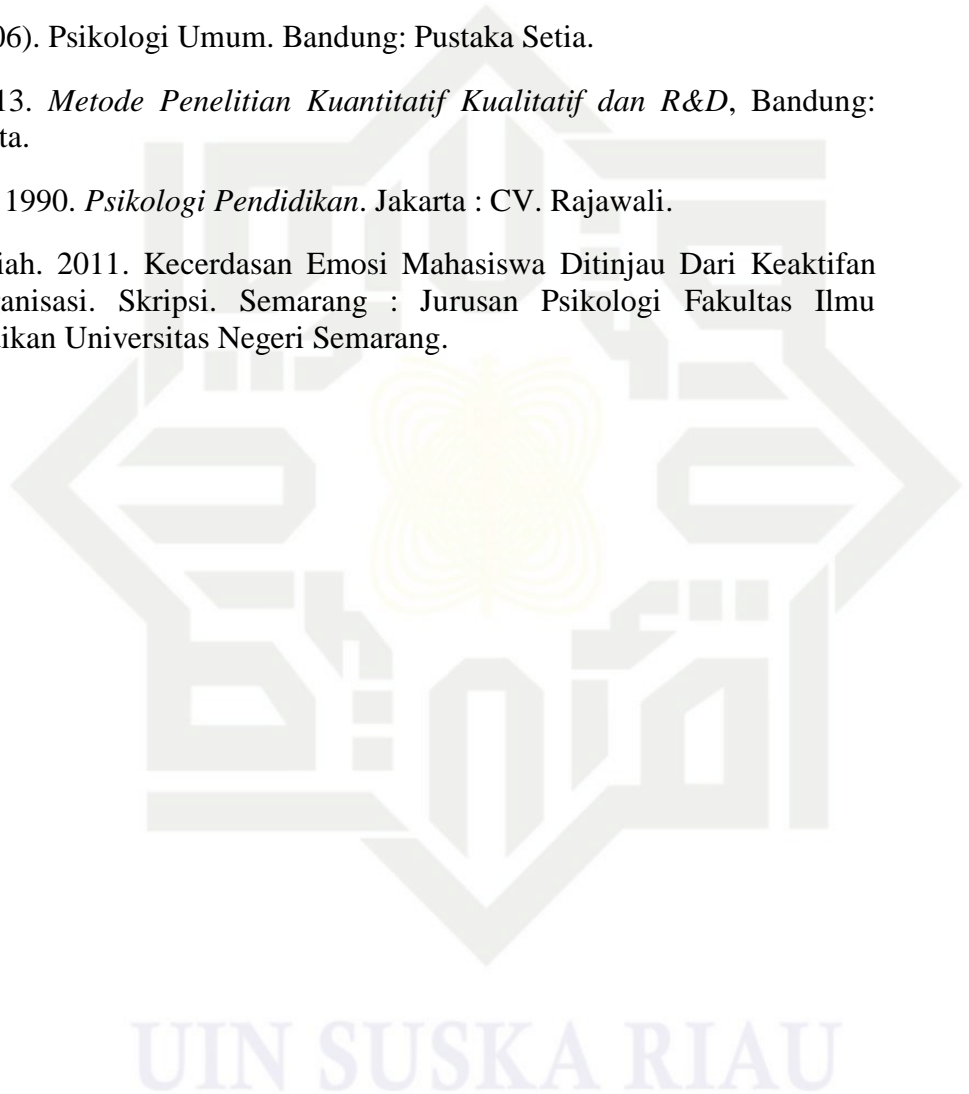 06). Psikologi Umum. Bandung: Pustaka Setia.
13. Metode Penelitian Kuantitatif Kualitatif dan R&D, Bandung:
ta.
1990. Psikologi Pendidikan. Jakarta : CV. Rajawali.
iah. 2011. Kecerdasan Emosi Mahasiswa Ditinjau Dari Keaktifan
anisasi. Skripsi. Semarang : Jurusan Psikologi Fakultas Ilmu
ikan Universitas Negeri Semarang.
UIN SUSKA RIAU